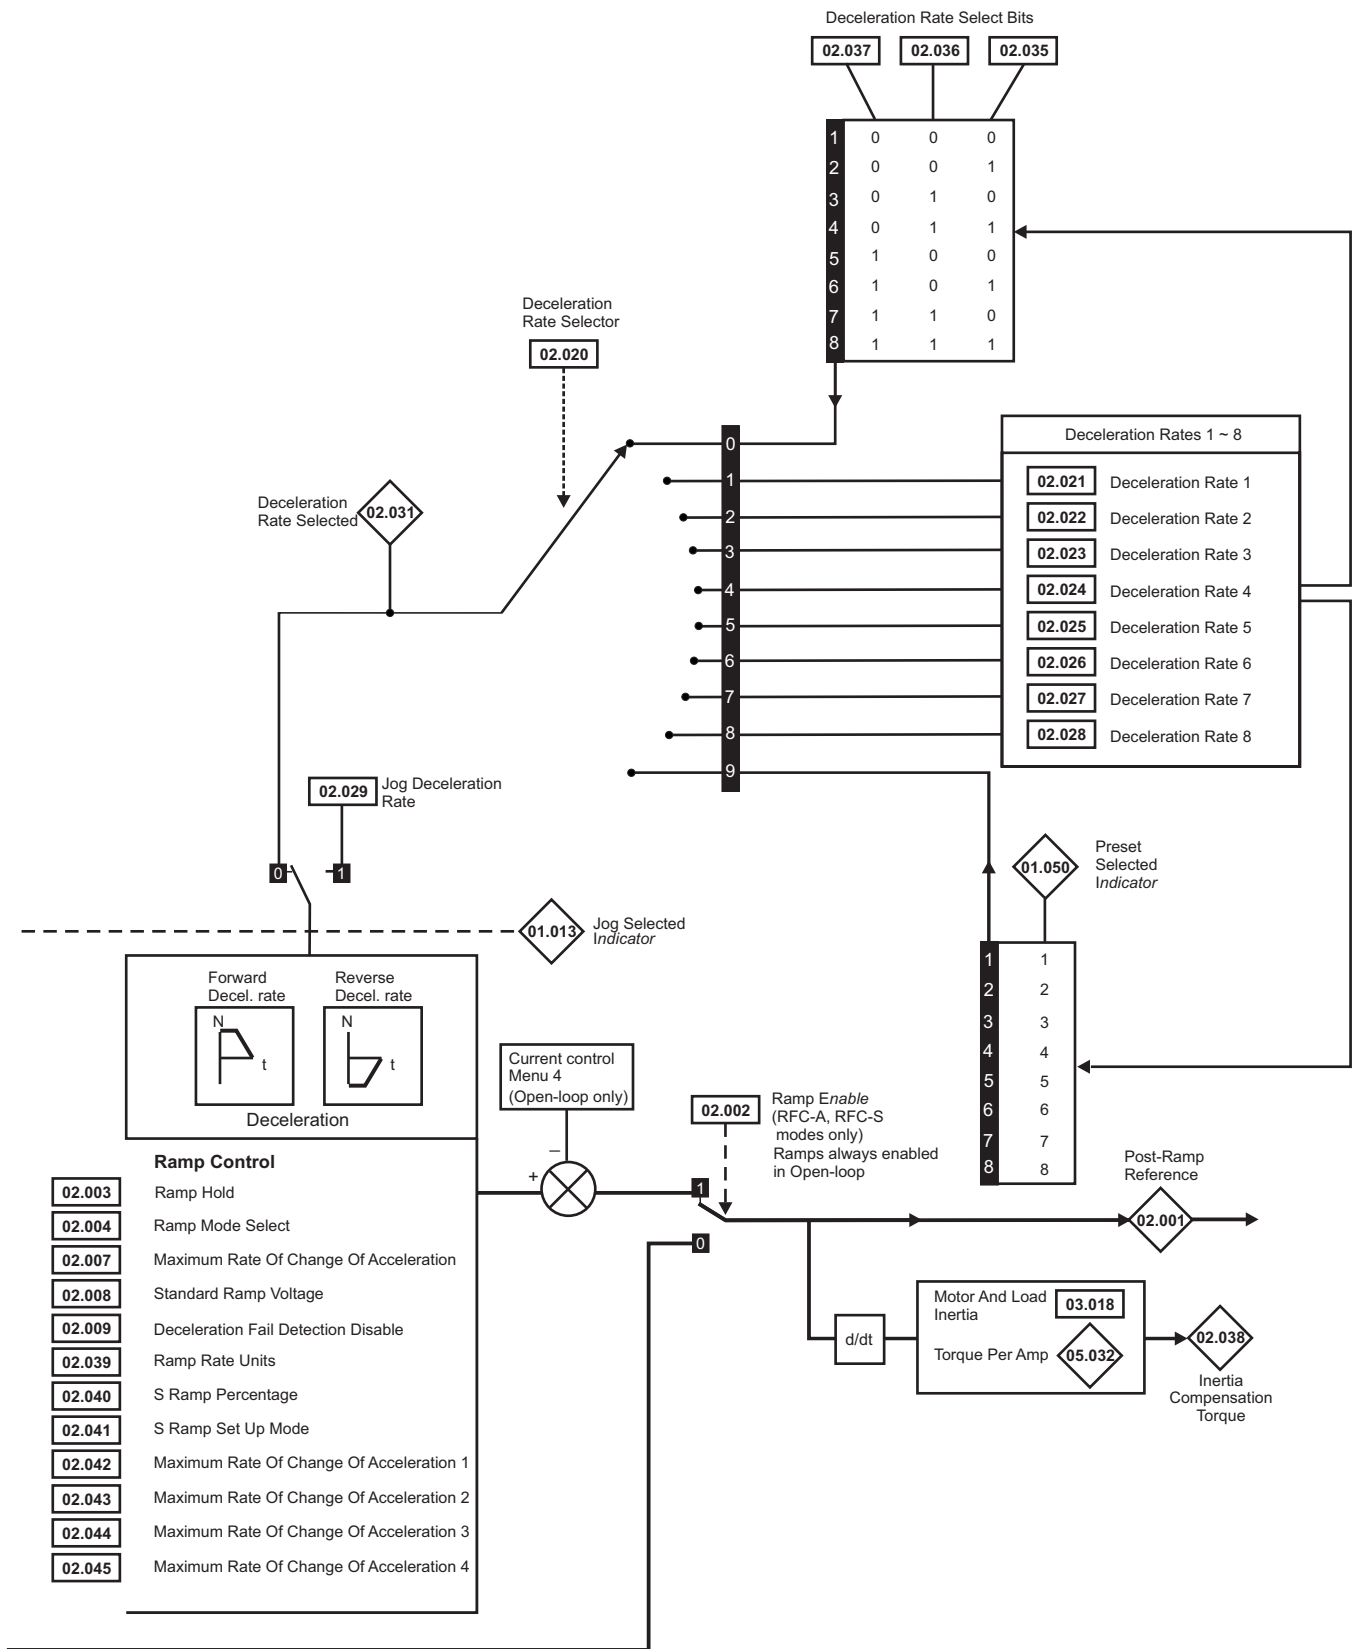 Deceleration Rate Select Bits
02.037 02.036 02.035
1 0 0 0
2 0 0 1
3 0 1 0
4 0 1 1
5 1 0 0
6 1 0 1
7 1 1 0
8 1 1 1
Deceleration
Rate Selector
02.020
Deceleration
Rate Selected
02.031
0
1
2
3
4
5
6
7
8
9
Deceleration Rates 1 ~ 8
02.021 Deceleration Rate 1
02.022 Deceleration Rate 2
02.023 Deceleration Rate 3
02.024 Deceleration Rate 4
02.025 Deceleration Rate 5
02.026 Deceleration Rate 6
02.027 Deceleration Rate 7
02.028 Deceleration Rate 8
02.029 Jog Deceleration
Rate
0 1
01.013 Jog Selected
Indicator
01.050
Preset
Selected
Indicator
1 1
2 2
3 3
4 4
5 5
6 6
7 7
8 8
Forward
Decel. rate
N
t
Reverse
Decel. rate
N
t
Deceleration
Current control
Menu 4
(Open-loop only)
–
+
02.002
Ramp Enable
(RFC-A, RFC-S
modes only)
Ramps always enabled
in Open-loop
1
0
Post-Ramp
Reference
02.001
d/dt
Motor And Load
Inertia
03.018
Torque Per Amp 05.032
02.038
Inertia
Compensation
Torque
Ramp Control
02.003 Ramp Hold
02.004 Ramp Mode Select
02.007 Maximum Rate Of Change Of Acceleration
02.008 Standard Ramp Voltage
02.009 Deceleration Fail Detection Disable
02.039 Ramp Rate Units
02.040 S Ramp Percentage
02.041 S Ramp Set Up Mode
02.042 Maximum Rate Of Change Of Acceleration 1
02.043 Maximum Rate Of Change Of Acceleration 2
02.044 Maximum Rate Of Change Of Acceleration 3
02.045 Maximum Rate Of Change Of Acceleration 4